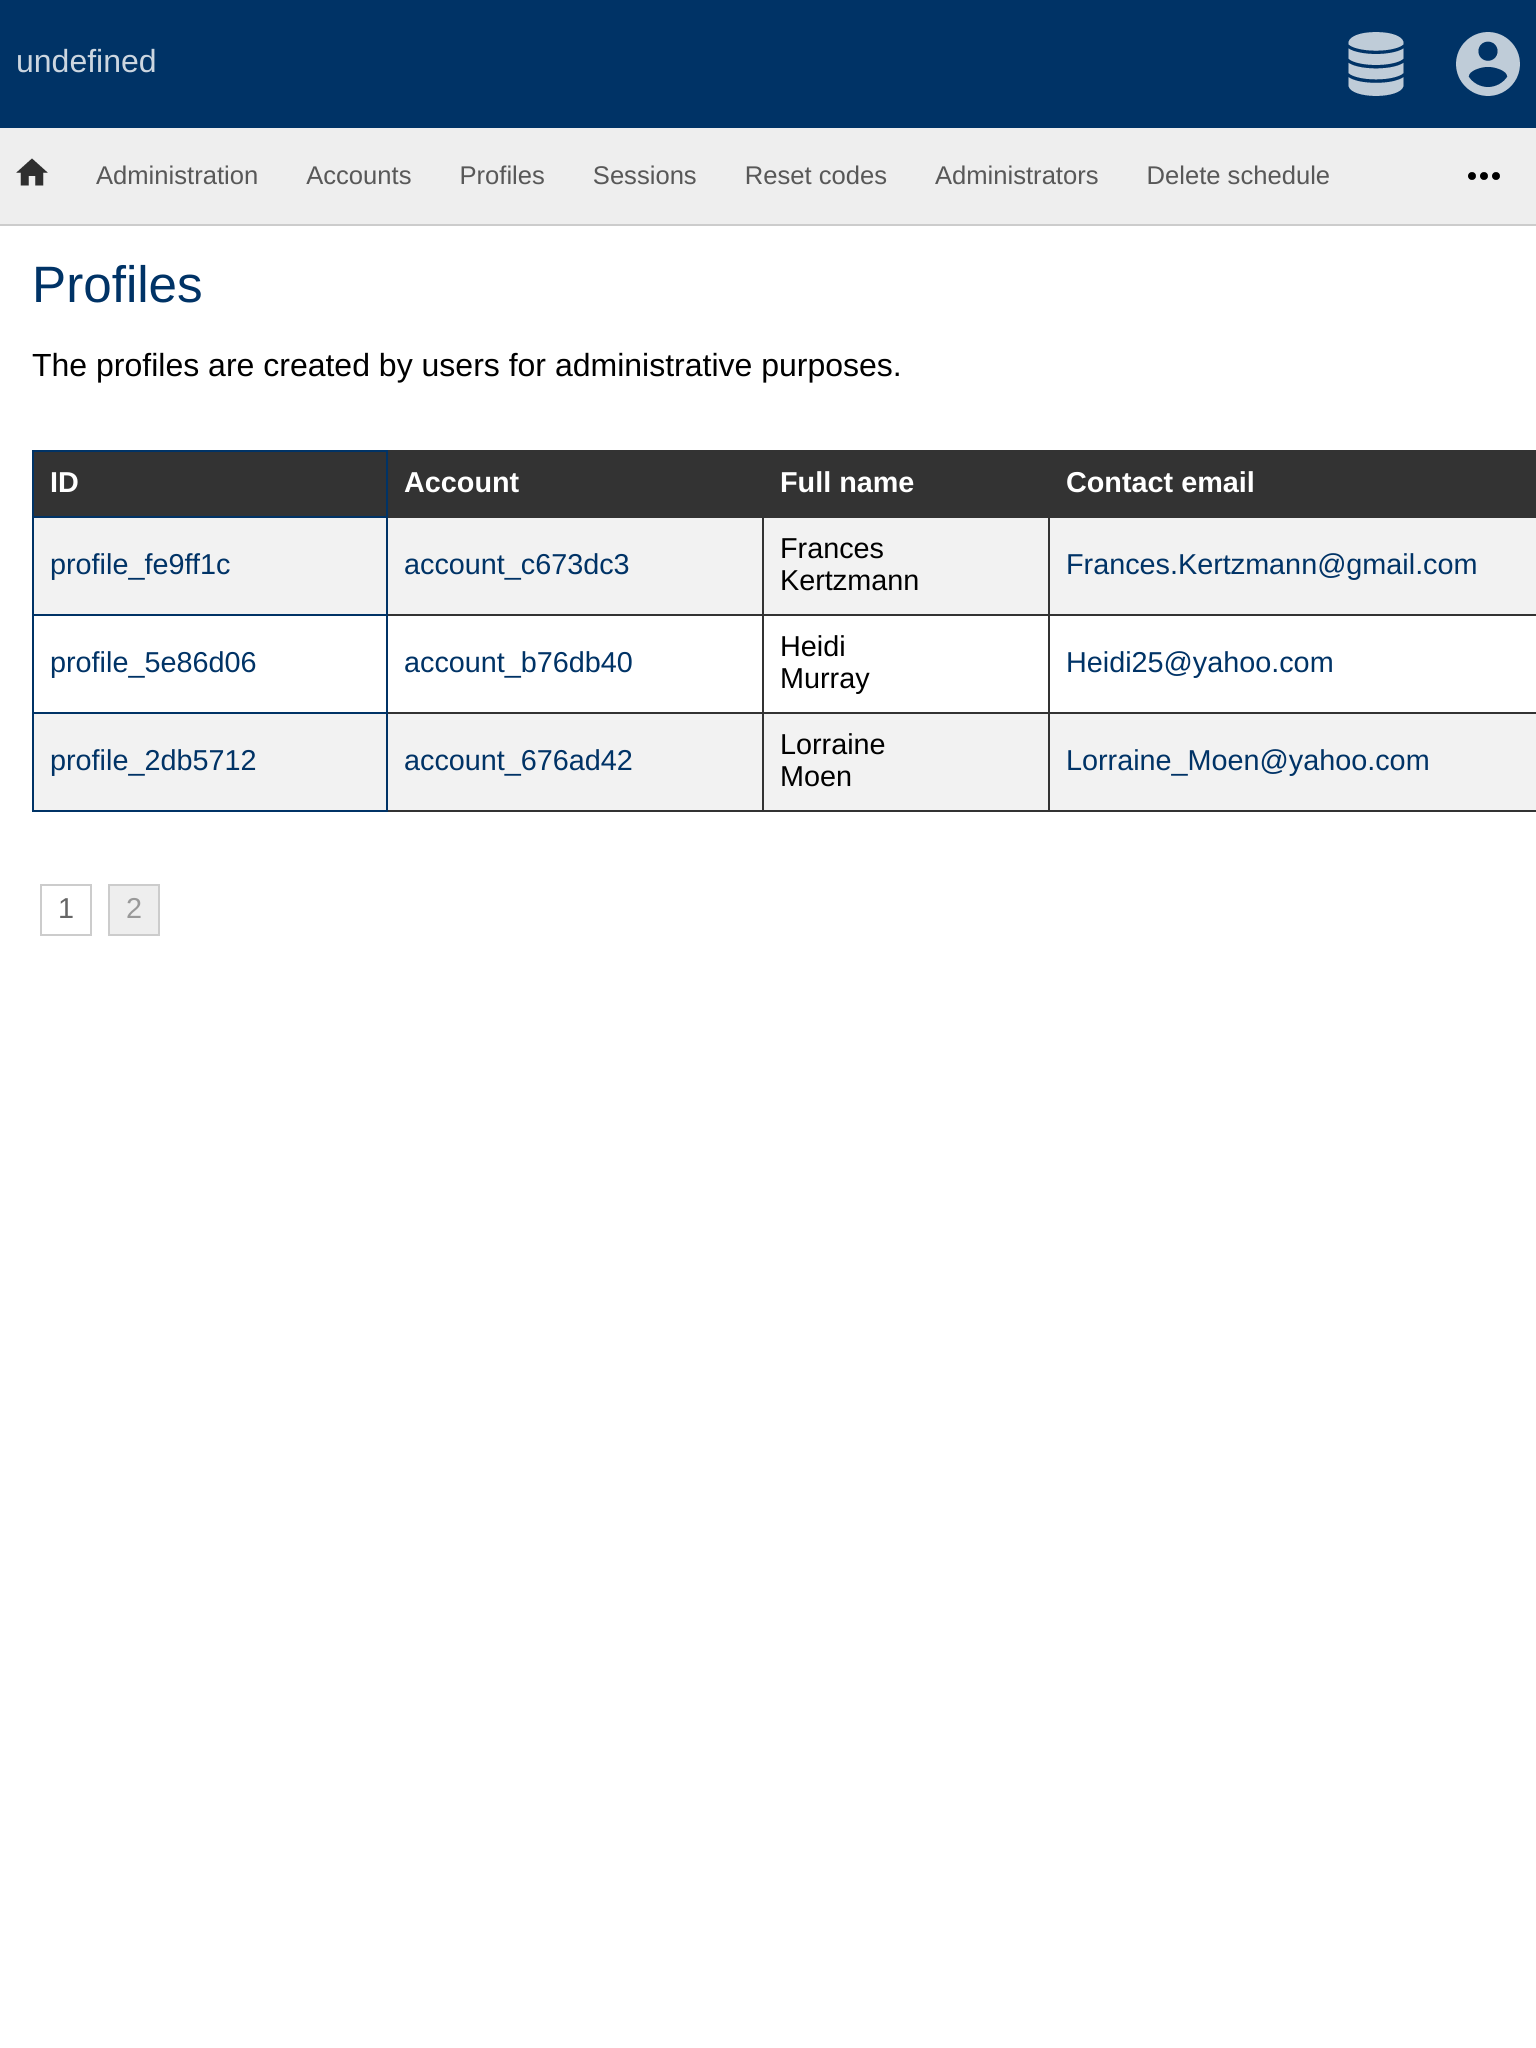 undefined
Administration Accounts Profiles Sessions Reset codes Administrators Delete schedule
Profiles
The profiles are created by users for administrative purposes.
ID Account Full name Contact email
profile_fe9ff1c account_c673dc3 Frances Kertzmann Frances.Kertzmann@gmail.com
profile_5e86d06 account_b76db40 Heidi Murray Heidi25@yahoo.com
profile_2db5712 account_676ad42 Lorraine Moen Lorraine_Moen@yahoo.com
1 2